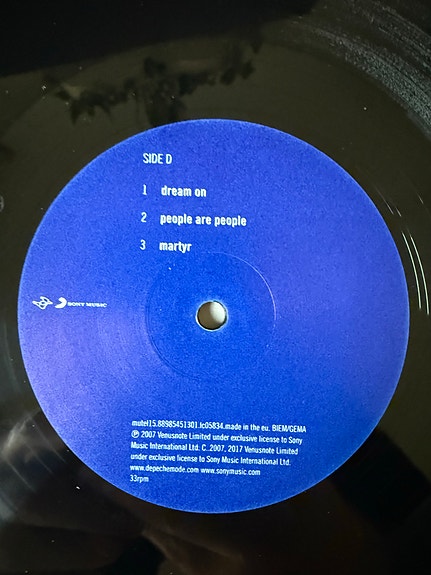 SIDE D
1 dream on
2 people are people
3 martyr
SONY MUSIC
mutel15.88985451301.lc05834.made in the eu. BIEM/GEMA
℗ 2007 Venusnote Limited under exclusive license to Sony
Music International Ltd. C..2007, 2017 Venusnote Limited
under exclusive license to Sony Music International Ltd.
www.depechemode.com www.sonymusic.com
33rpm